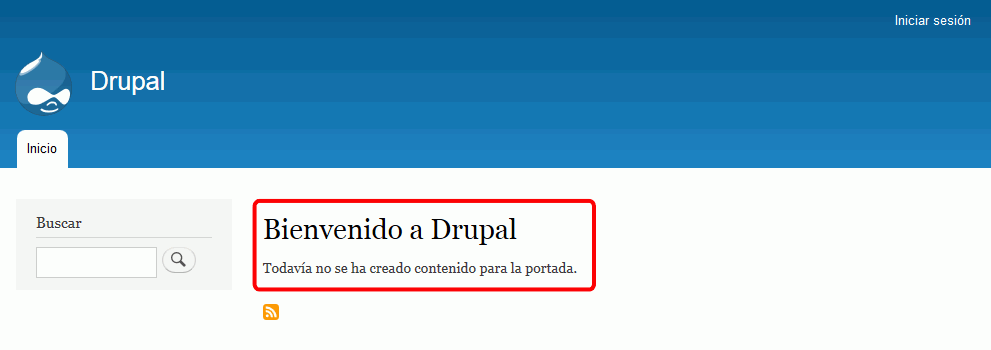 Iniciar sesión
Drupal
Inicio
Buscar
Bienvenido a Drupal
Todavía no se ha creado contenido para la portada.